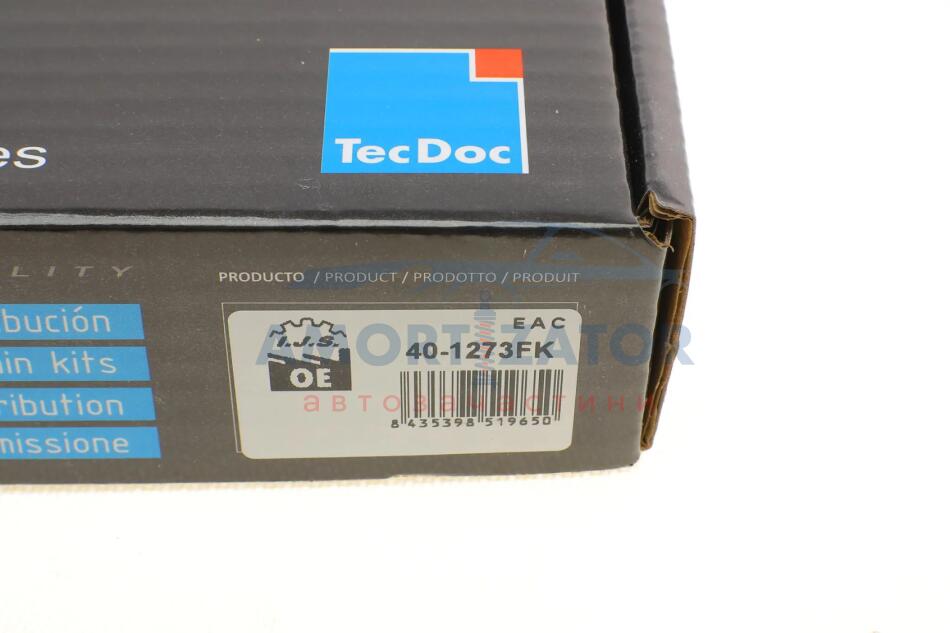 es
TecDoc
LITY
PRODUCTO / PRODUCT / PRODOTTO / PRODUIT
ibución
in kits
ribution
missione
EAC
I.J.S.
OE
40-1273FK
8 435398 519650
AMORTIZATOR
автозапчастини